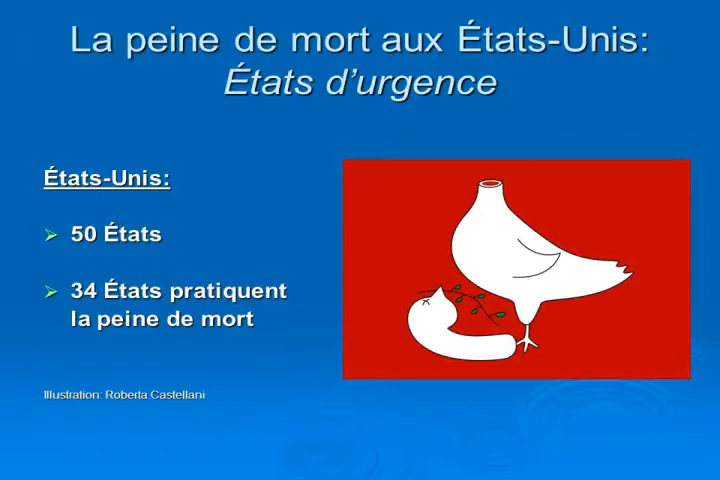 La peine de mort aux États-Unis:
États d’urgence
États-Unis:
50 États
34 États pratiquent
la peine de mort
Illustration: Roberta Castellani